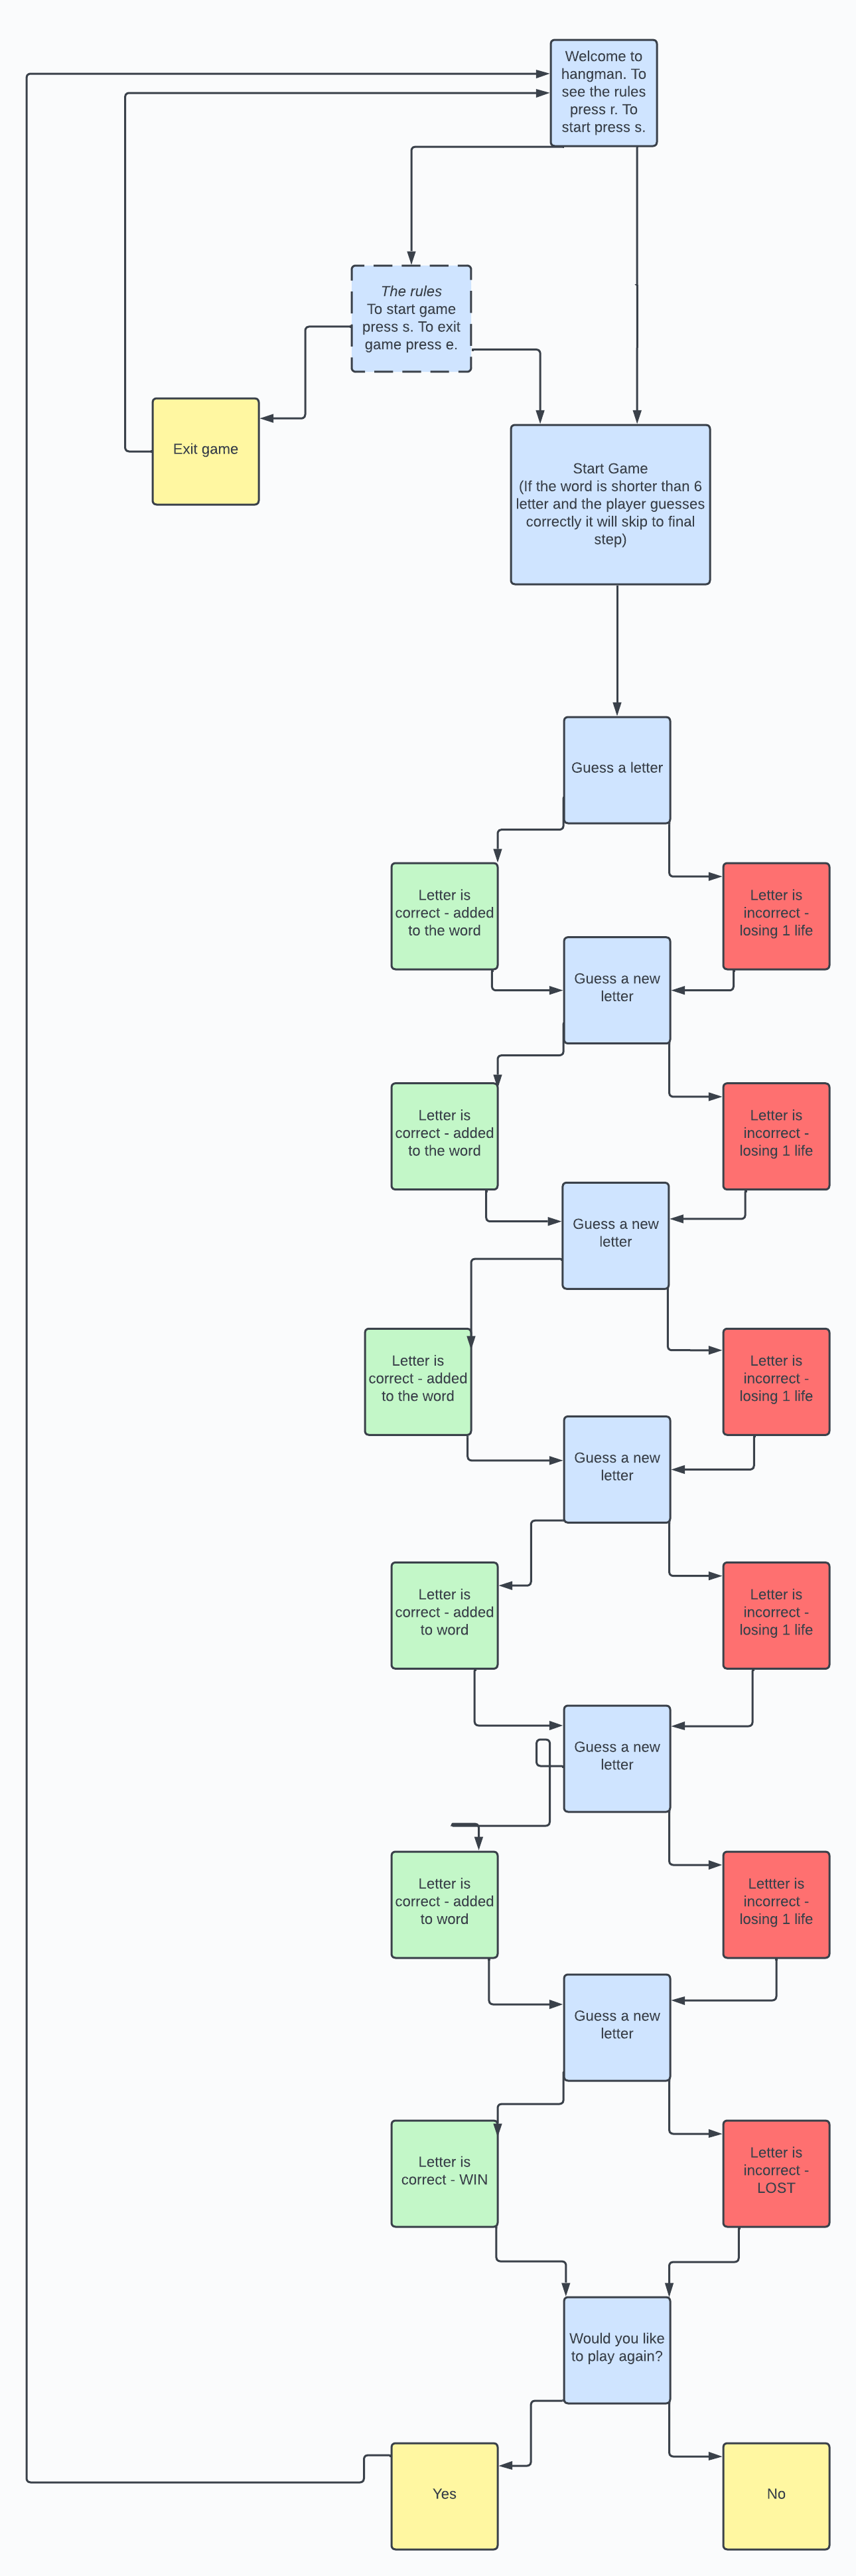 Welcome to
hangman. To
see the rules
press r. To
start press s.
The rules
To start game
press s. To exit
game press e.
Exit game
Start Game
(If the word is shorter than 6
letter and the player guesses
correctly it will skip to final
step)
Guess a letter
Letter is
correct - added
to the word
Letter is
incorrect -
losing 1 life
Guess a new
letter
Letter is
correct - added
to the word
Letter is
incorrect -
losing 1 life
Guess a new
letter
Letter is
correct - added
to the word
Letter is
incorrect -
losing 1 life
Guess a new
letter
Letter is
correct - added
to word
Letter is
incorrect -
losing 1 life
Guess a new
letter
Letter is
correct - added
to word
Lettter is
incorrect -
losing 1 life
Guess a new
letter
Letter is
correct - WIN
Letter is
incorrect -
LOST
Would you like
to play again?
Yes
No